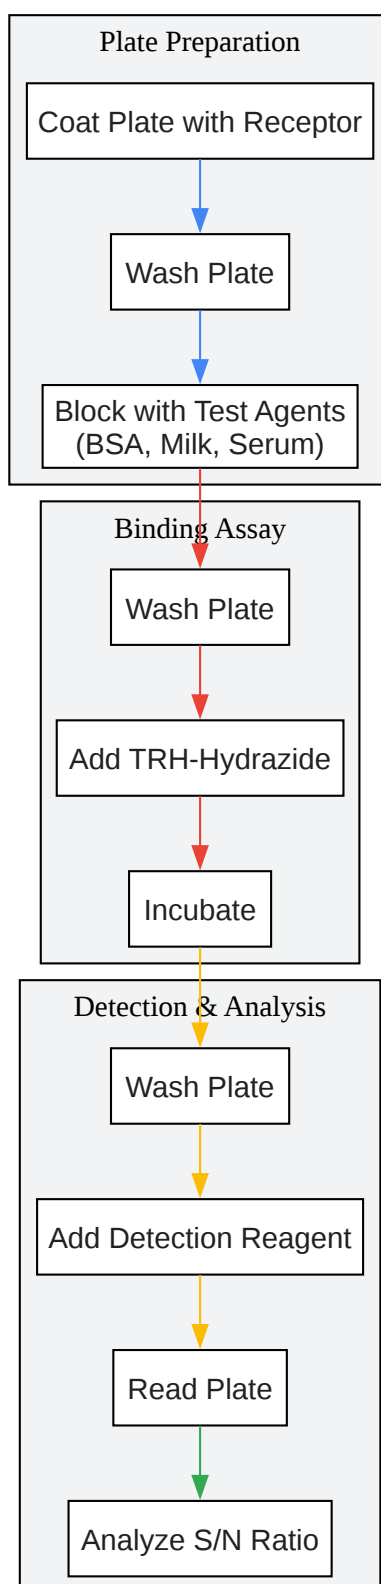 Plate Preparation
Coat Plate with Receptor
Wash Plate
Block with Test Agents
(BSA, Milk, Serum)
Binding Assay
Wash Plate
Add TRH-Hydrazide
Incubate
Detection & Analysis
Wash Plate
Add Detection Reagent
Read Plate
Analyze S/N Ratio